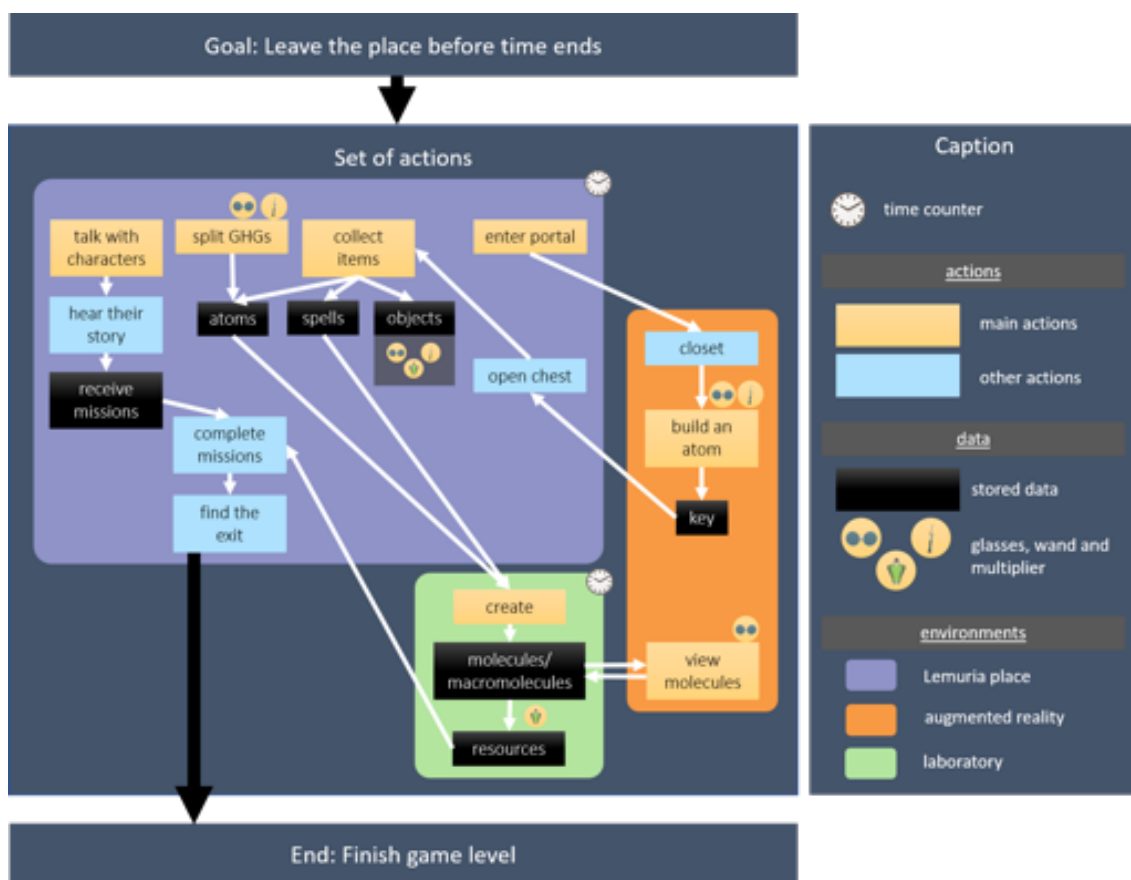 Goal: Leave the place before time ends
Set of actions
talk with
characters
split GHGs
collect
items
enter portal
hear their
story
atoms
spells
objects
closet
open chest
receive
missions
complete
missions
build an
atom
find the
exit
key
create
molecules/
macromolecules
view
molecules
resources
End: Finish game level
Caption
time counter
actions
main actions
other actions
data
stored data
glasses, wand and
multiplier
environments
Lemuria place
augmented reality
laboratory